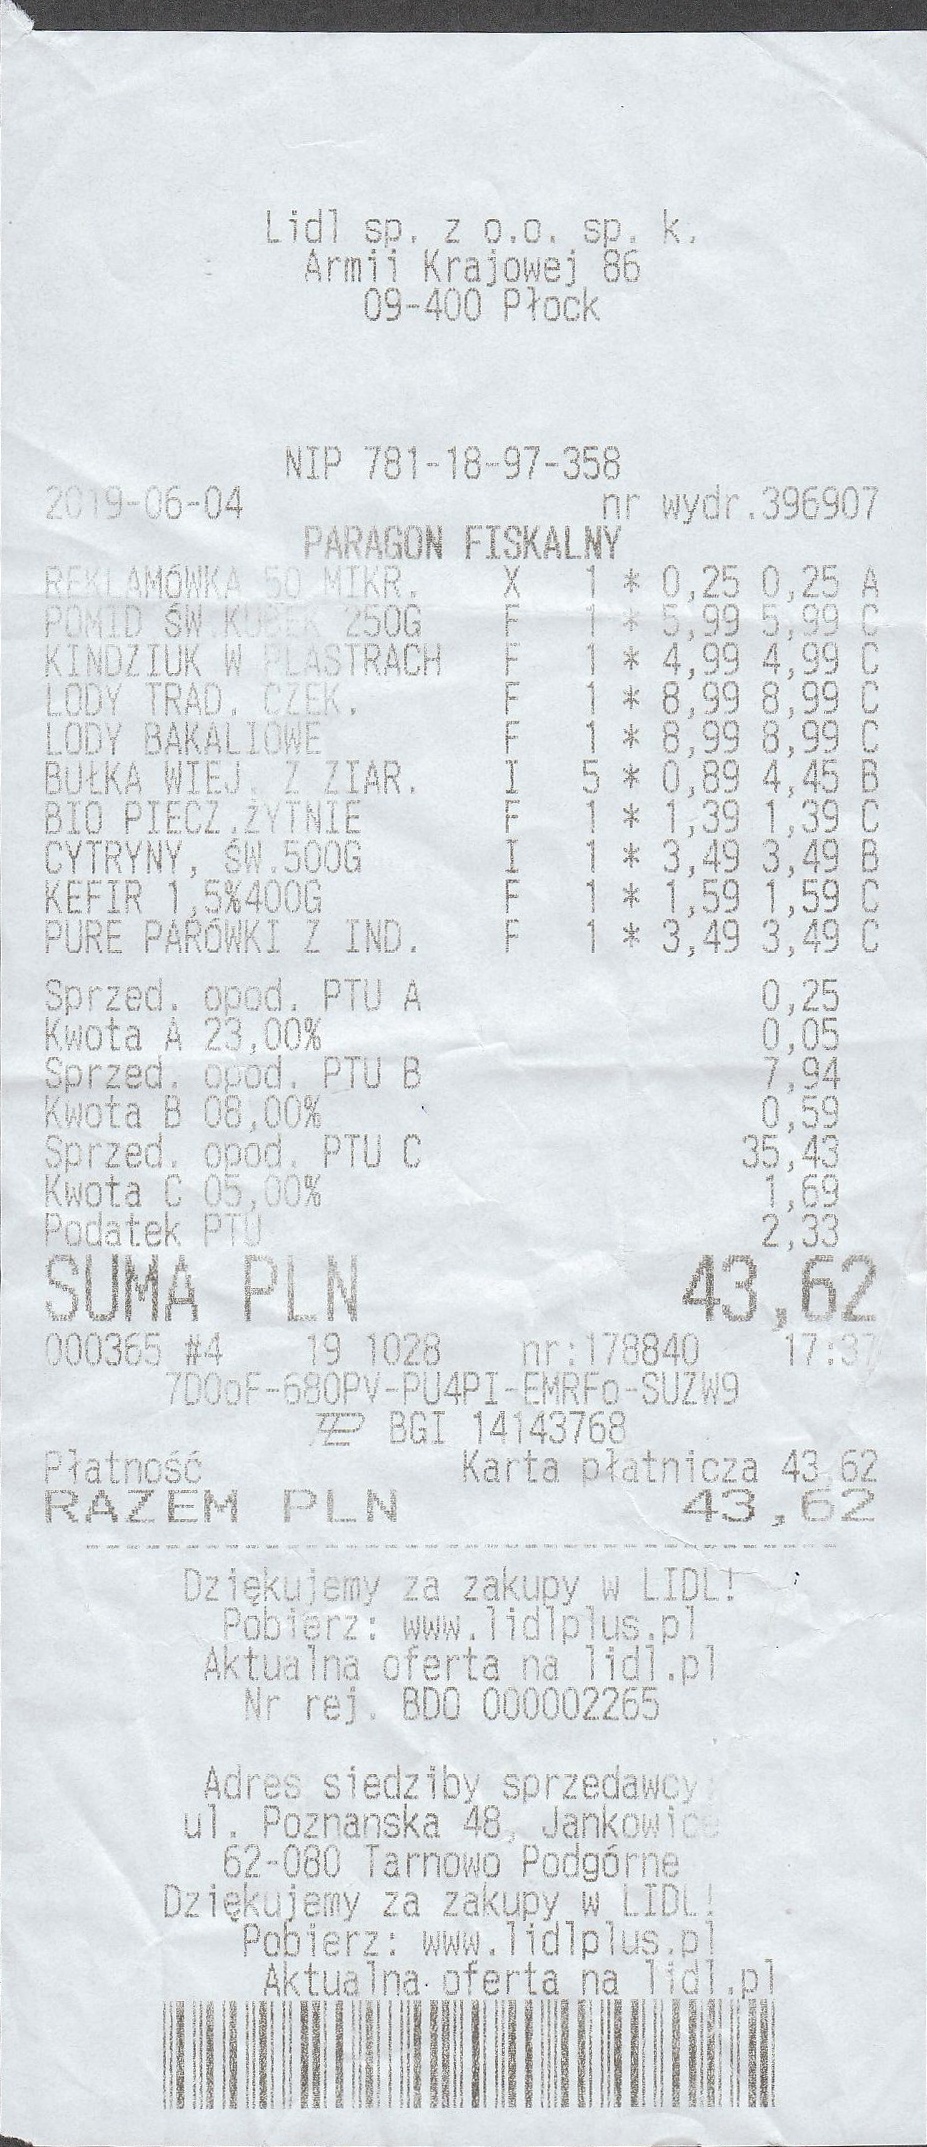 Lidl sp. z o.o. sp. k.
Armii Krajowej 86
09-400 Płock
NIP 781-18-97-358
2019-06-04 nr wydr.396907
PARAGON FISKALNY
REKLAMÓWKA 50 MIKR. X 1 * 0,25 0,25 A
POMID ŚW.KUBEK 250G F 1 * 5,99 5,99 C
KINDZIUK W PLASTRACH F 1 * 4,99 4,99 C
LODY TRAD. CZEK. F 1 * 8,99 8,99 C
LODY BAKALIOWE F 1 * 8,99 8,99 C
BUŁKA WIEJ. Z ZIAR. I 5 * 0,89 4,45 B
BIO PIECZ.ŻYTNIE F 1 * 1,39 1,39 C
CYTRYNY, ŚW.500G I 1 * 3,49 3,49 B
KEFIR 1,5%400G F 1 * 1,59 1,59 C
PURE PARÓWKI Z IND. F 1 * 3,49 3,49 C
Sprzed. opod. PTU A 0,25
Kwota A 23,00% 0,05
Sprzed. opod. PTU B 7,94
Kwota B 08,00% 0,59
Sprzed. opod. PTU C 35,43
Kwota C 05,00% 1,69
Podatek PTU 2,33
SUMA PLN 43,62
000365 #4 19 1028 nr:178840 17:37
7DOoF-680PV-PU4PI-EMRFo-SUZW9
BGI 14143768
Płatność Karta płatnicza 43,62
RAZEM PLN 43,62
Dziękujemy za zakupy w LIDL!
Pobierz: www.lidlplus.pl
Aktualna oferta na lidl.pl
Nr rej. BDO 000002265
Adres siedziby sprzedawcy:
ul. Poznanska 48, Jankowice
62-080 Tarnowo Podgórne
Dziękujemy za zakupy w LIDL!
Pobierz: www.lidlplus.pl
Aktualna oferta na lidl.pl